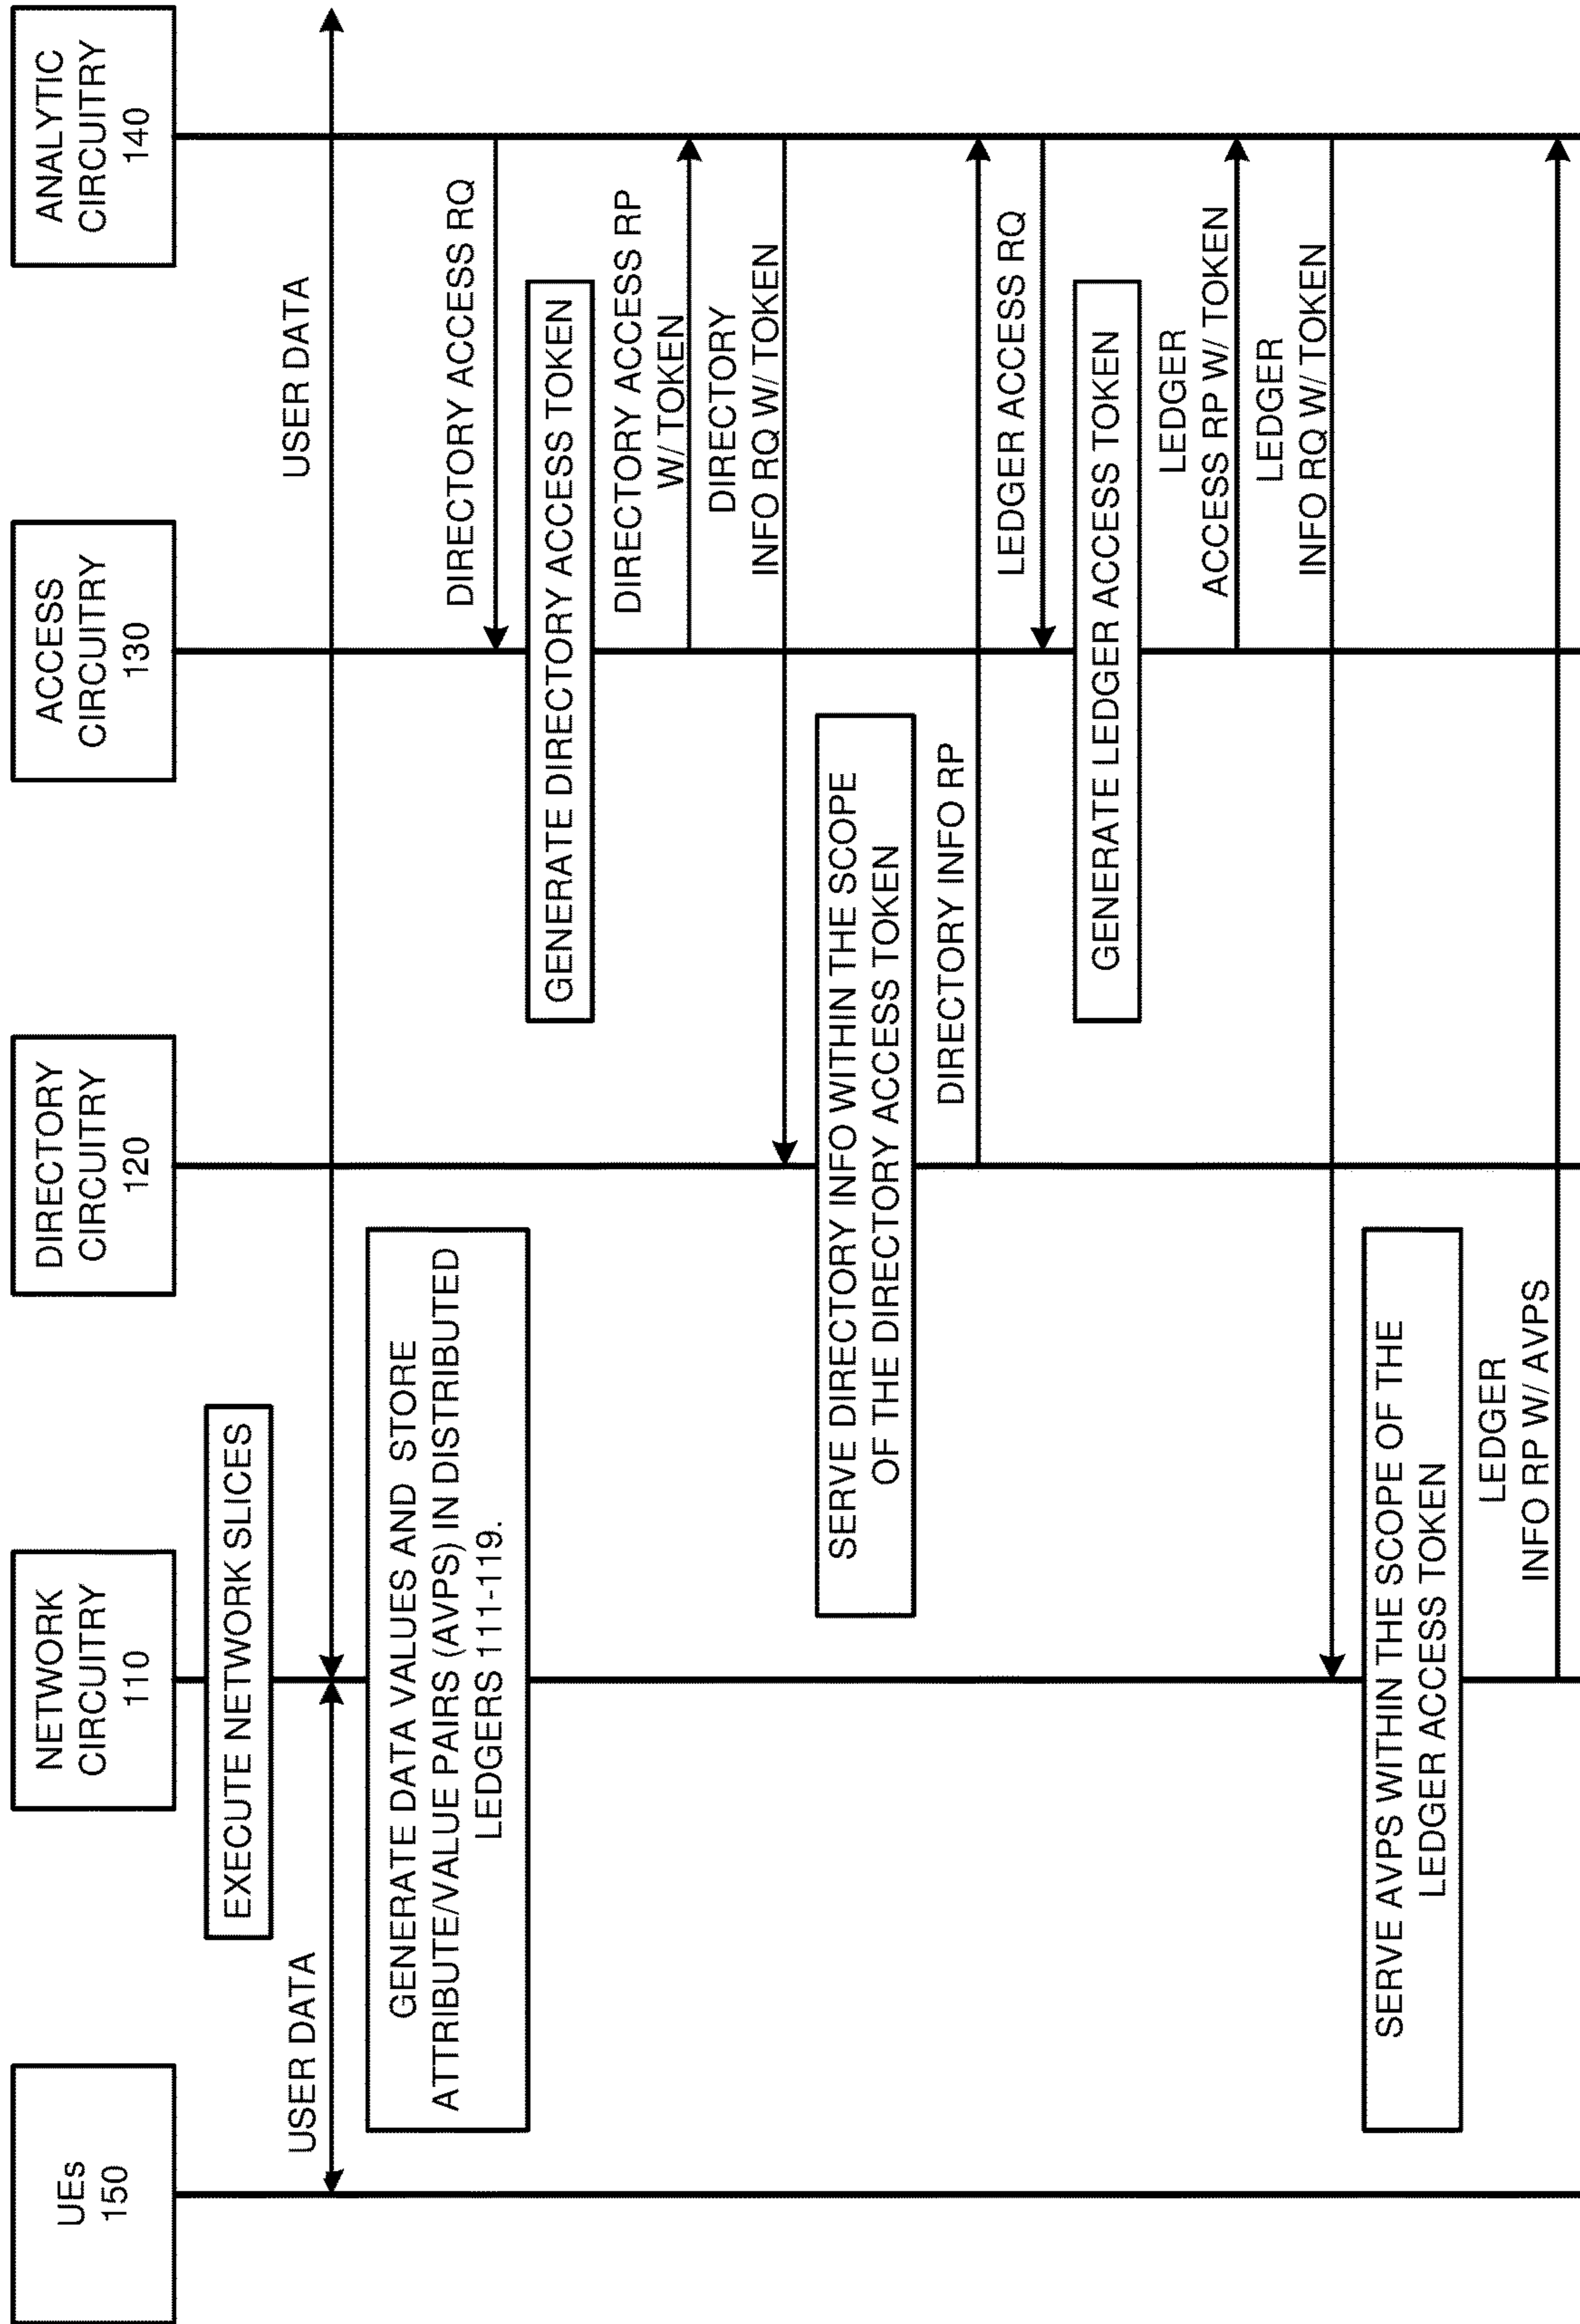 UEs
150
NETWORK
CIRCUITRY
110
DIRECTORY
CIRCUITRY
120
ACCESS
CIRCUITRY
130
ANALYTIC
CIRCUITRY
140
EXECUTE NETWORK SLICES
USER DATA
USER DATA
GENERATE DATA VALUES AND STORE
ATTRIBUTE/VALUE PAIRS (AVPS) IN DISTRIBUTED
LEDGERS 111-119.
DIRECTORY ACCESS RQ
GENERATE DIRECTORY ACCESS TOKEN
DIRECTORY ACCESS RP
W/ TOKEN
DIRECTORY
INFO RQ W/ TOKEN
SERVE DIRECTORY INFO WITHIN THE SCOPE
OF THE DIRECTORY ACCESS TOKEN
DIRECTORY INFO RP
LEDGER ACCESS RQ
GENERATE LEDGER ACCESS TOKEN
LEDGER
ACCESS RP W/ TOKEN
LEDGER
INFO RQ W/ TOKEN
SERVE AVPS WITHIN THE SCOPE OF THE
LEDGER ACCESS TOKEN
LEDGER
INFO RP W/ AVPS